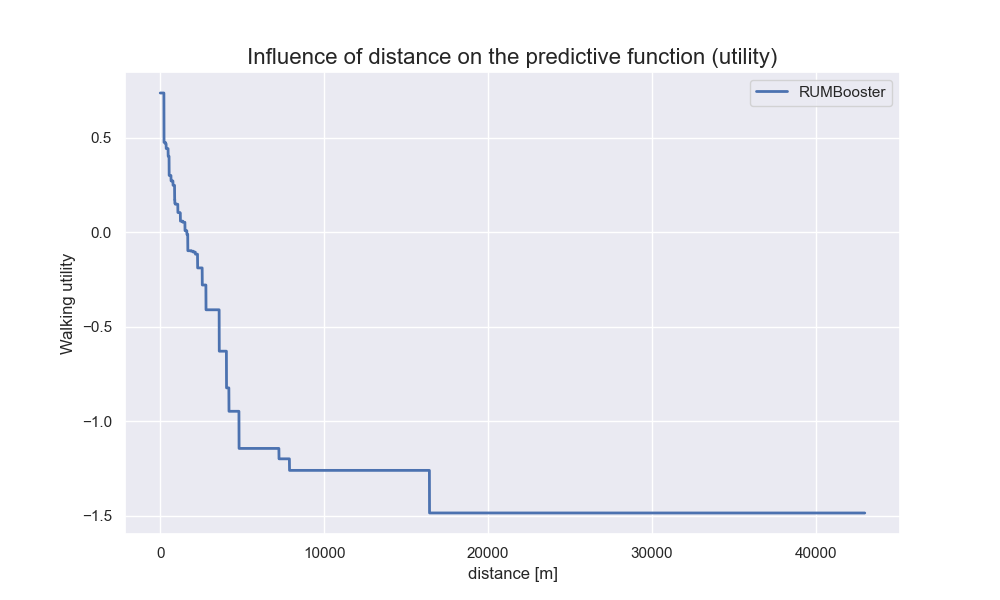 Influence of distance on the predictive function (utility)
RUMBooster
0.5
0.0
−0.5
−1.0
−1.5
Walking utility
0 10000 20000 30000 40000
distance [m]